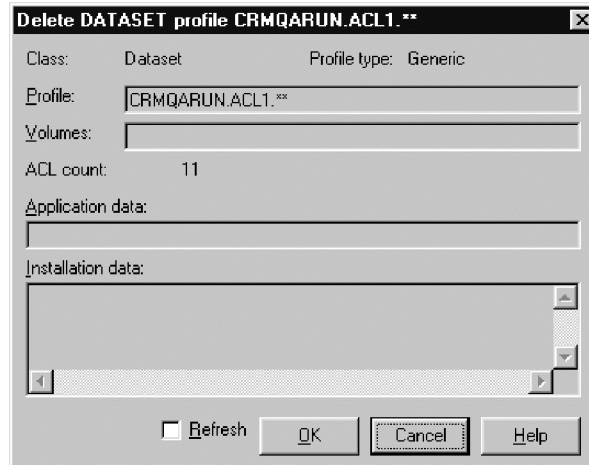 Delete DATASET profile CRMQARUN.ACL1.**
Class: Dataset Profile type: Generic
Profile: CRMQARUN.ACL1.**
Volumes:
ACL count: 11
Application data:
Installation data:
Refresh OK Cancel Help